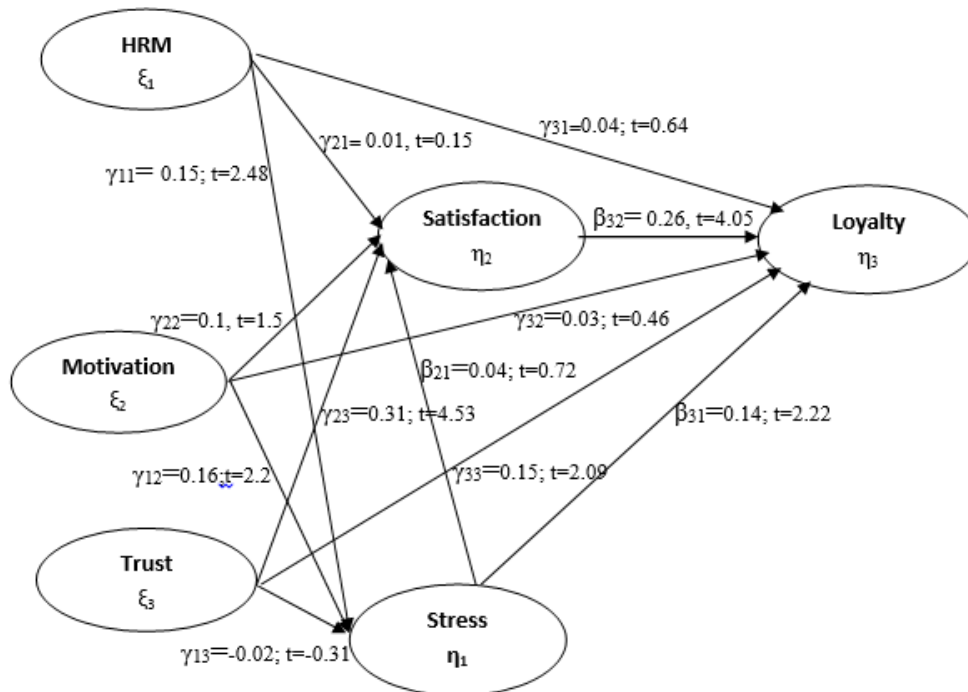 HRM
ξ₁
γ₃₁=0.04; t=0.64
γ₂₁= 0.01, t=0.15
γ₁₁= 0.15; t=2.48
Satisfaction
η₂
β₃₂= 0.26, t=4.05
Loyalty
η₃
γ₂₂=0.1, t=1.5
γ₃₂=0.03; t=0.46
Motivation
ξ₂
β₂₁=0.04; t=0.72
γ₂₃=0.31; t=4.53
β₃₁=0.14; t=2.22
γ₁₂=0.16;t=2.2
γ₃₃=0.15; t=2.09
Trust
ξ₃
Stress
η₁
γ₁₃=-0.02; t=-0.31